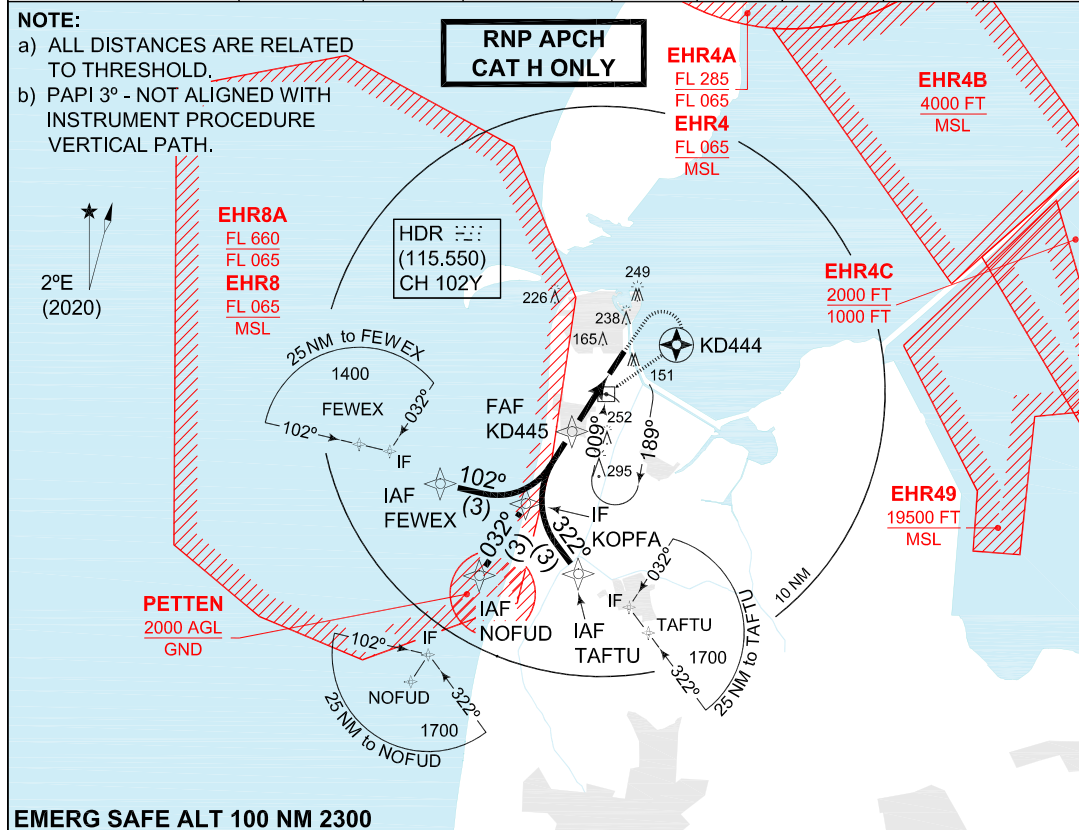 NOTE:
a) ALL DISTANCES ARE RELATED
TO THRESHOLD.
b) PAPI 3º - NOT ALIGNED WITH
INSTRUMENT PROCEDURE
VERTICAL PATH.
RNP APCH
CAT H ONLY
EHR4A
FL 285
FL 065
EHR4
FL 065
MSL
EHR4B
4000 FT
MSL
2ºE
(2020)
EHR8A
FL 660
FL 065
EHR8
FL 065
MSL
HDR
(115.550)
CH 102Y
EHR4C
2000 FT
1000 FT
249
226
238
165
151
KD444
25 NM to FEWEX
1400
FEWEX
032º
102º
IF
FAF
KD445
252
009º
189º
295
102º
(3)
IAF
FEWEX
IF
KOPFA
032º
(3)
322º
(3)
EHR49
19500 FT
MSL
10 NM
PETTEN
2000 AGL
GND
IAF
NOFUD
IAF
TAFTU
032º
IF
TAFTU
1700
322º
25 NM to TAFTU
102º
IF
NOFUD
322º
1700
25 NM to NOFUD
EMERG SAFE ALT 100 NM 2300